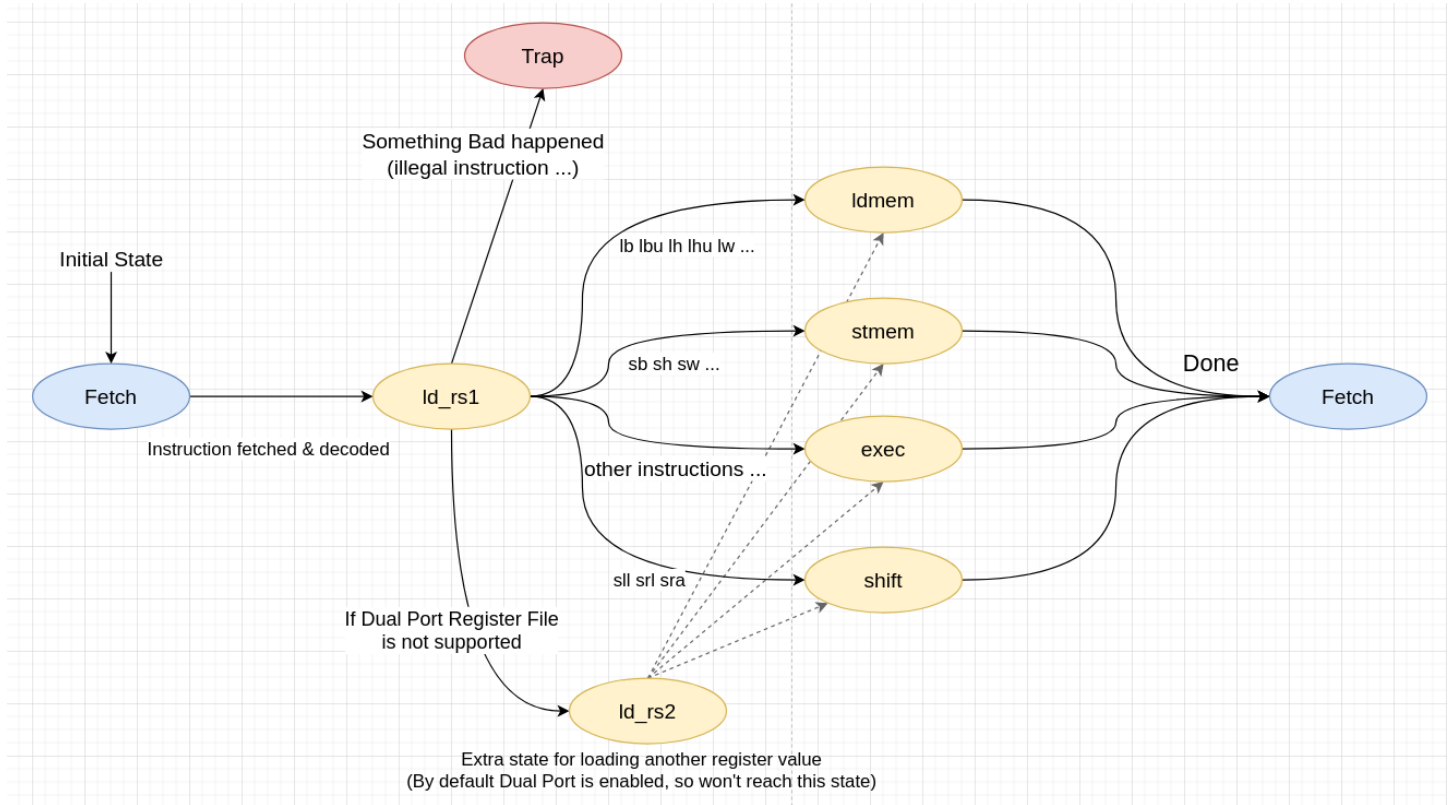 Trap
Something Bad happened
(illegal instruction ...)
ldmem
lb lbu lh lhu lw ...
Initial State
stmem
sb sh sw ...
Done
Fetch
ld_rs1
Fetch
Instruction fetched & decoded
exec
other instructions ...
shift
sll srl sra
If Dual Port Register File
is not supported
ld_rs2
Extra state for loading another register value
(By default Dual Port is enabled, so won't reach this state)